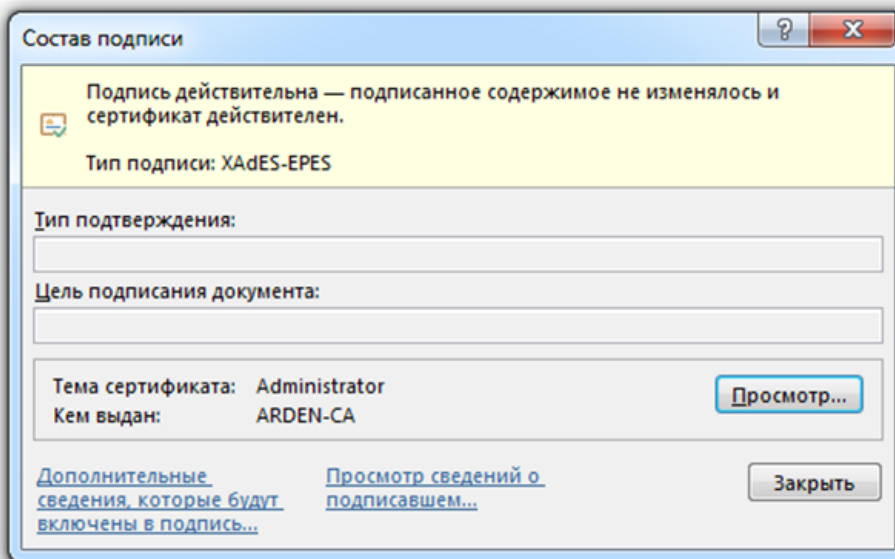 Состав подписи
Подпись действительна — подписанное содержимое не изменялось и
сертификат действителен.
Тип подписи: XAdES-EPES
Тип подтверждения:
Цель подписания документа:
Тема сертификата: Administrator
Кем выдан: ARDEN-CA
Просмотр...
Дополнительные
сведения, которые будут
включены в подпись...
Просмотр сведений о
подписавшем...
Закрыть